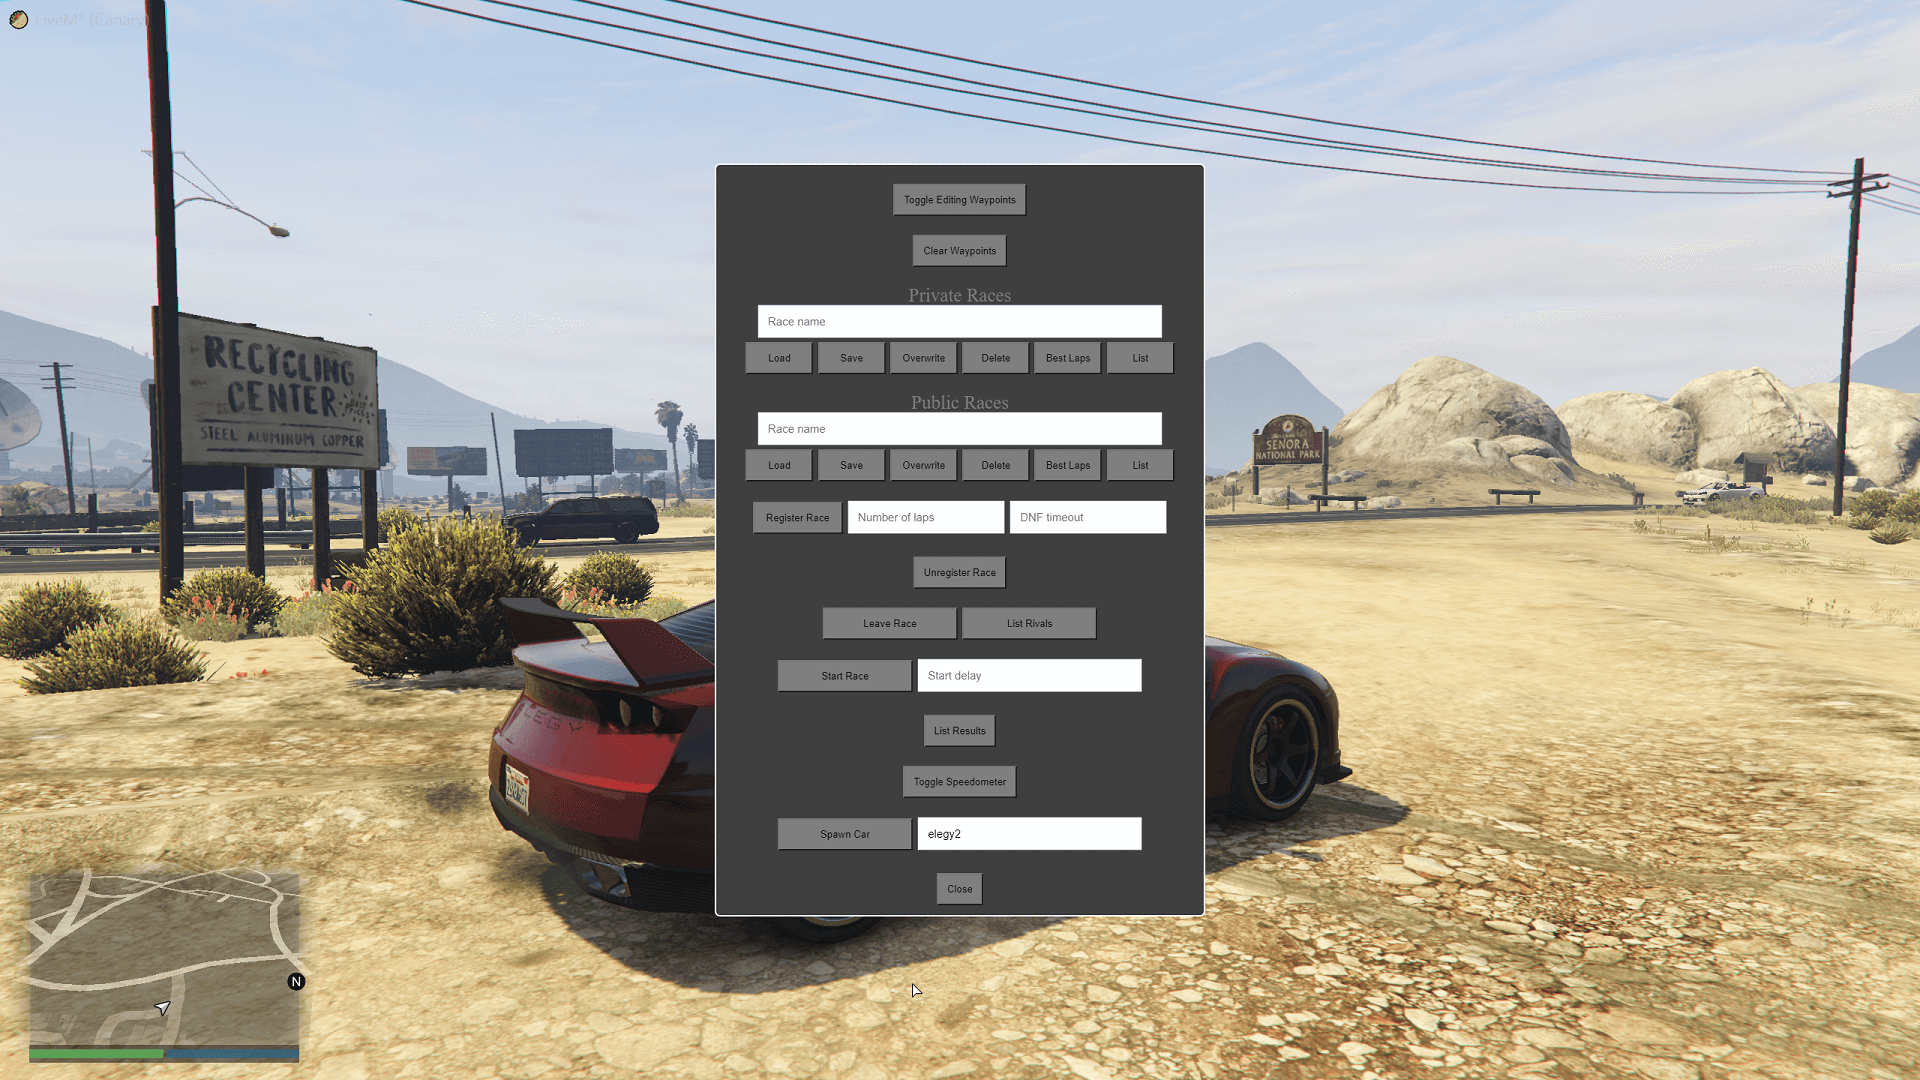 FiveM* (Canary)
Toggle Editing Waypoints
Clear Waypoints
Private Races
Race name
Load Save Overwrite Delete Best Laps List
Public Races
Race name
Load Save Overwrite Delete Best Laps List
Register Race Number of laps DNF timeout
Unregister Race
Leave Race List Rivals
Start Race Start delay
List Results
Toggle Speedometer
Spawn Car elegy2
Close
RECYCLING
CENTER
STEEL ALUMINUM COPPER
SENORA
NATIONAL PARK
ELEGY
N